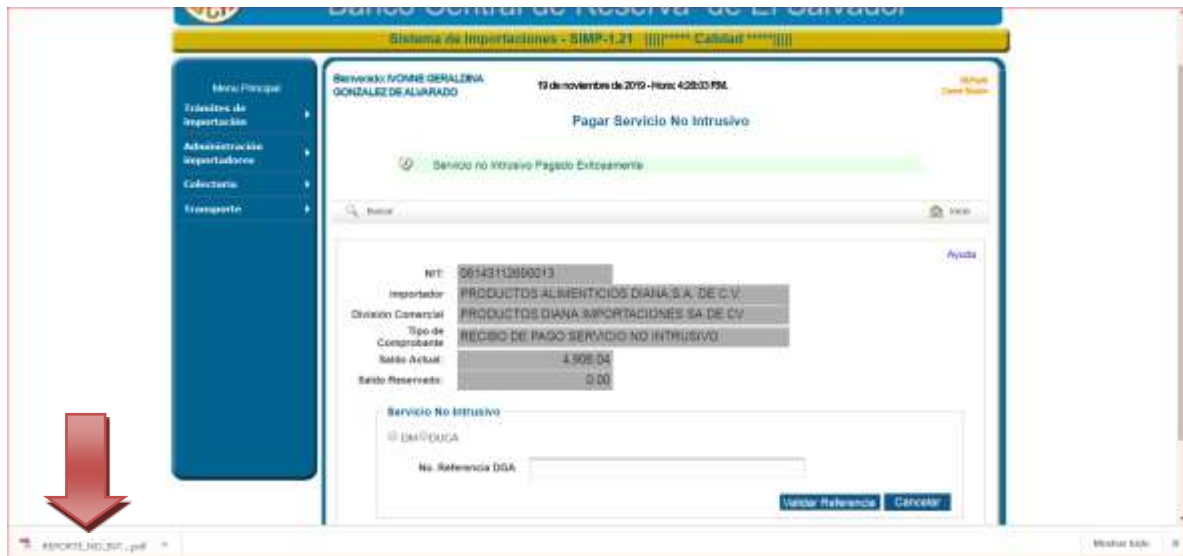 Banco Central de Reserva de El Salvador
Sistema de Importaciones - SIMP-1.21 |||||***** Calidad *****|||||
Menu Principal
Trámites de
importación
Administración
importadores
Colecturia
Transporte
Bienvenido: IVONNE GERALDINA
GONZALEZ DE ALVARADO
19 de noviembre de 2019 - Hora: 4:28:03 P.M.
Cerrar Sesión
Pagar Servicio No Intrusivo
Servicio no Intrusivo Pagado Exitosamente
Buscar
Inicio
Ayuda
NIT:
Importador
PRODUCTOS ALIMENTICIOS DIANA S.A. DE C.V.
División Comercial
PRODUCTOS DIANA IMPORTACIONES SA DE CV
Tipo de
Comprobante
RECIBO DE PAGO SERVICIO NO INTRUSIVO
Saldo Actual:
4,906.04
Saldo Reservado:
0.00
Servicio No Intrusivo
DM DUCA
No. Referencia DGA
Validar Referencia
Cancelar
Mostrar todo